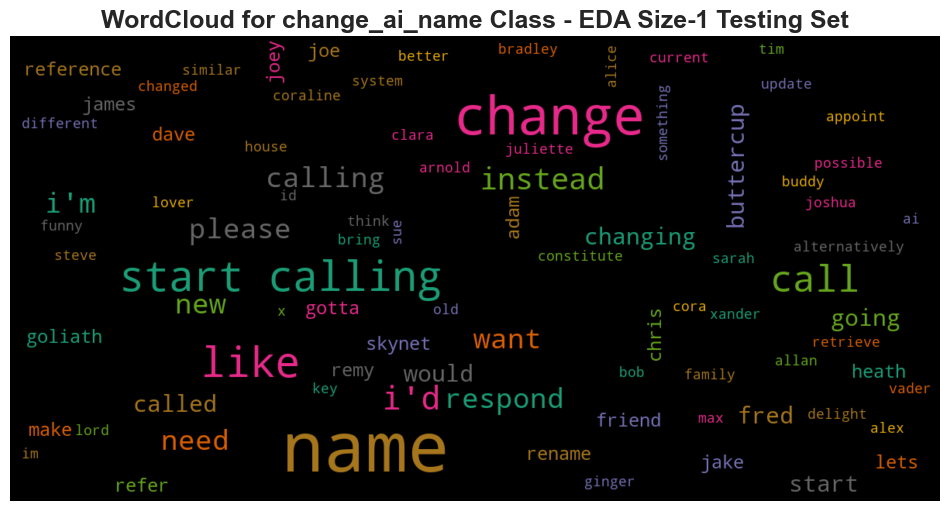 WordCloud for change_ai_name Class - EDA Size-1 Testing Set
joey
joe
better
bradley
alice
current
tim
reference
similar
changed
system
coraline
james
update
different
dave
house
clara
change
juliette
something
buttercup
appoint
possible
arnold
calling
id
instead
buddy
joshua
i'm
lover
funny
please
think
bring
sue
adam
changing
constitute
ai
alternatively
steve
sarah
start calling
call
new
x
gotta
old
cora
xander
chris
going
goliath
skynet
want
retrieve
like
remy
would
bob
family
allan
heath
key
i'd
respond
vader
called
friend
max
fred
delight
alex
make
lord
need
name
rename
im
jake
lets
refer
ginger
start